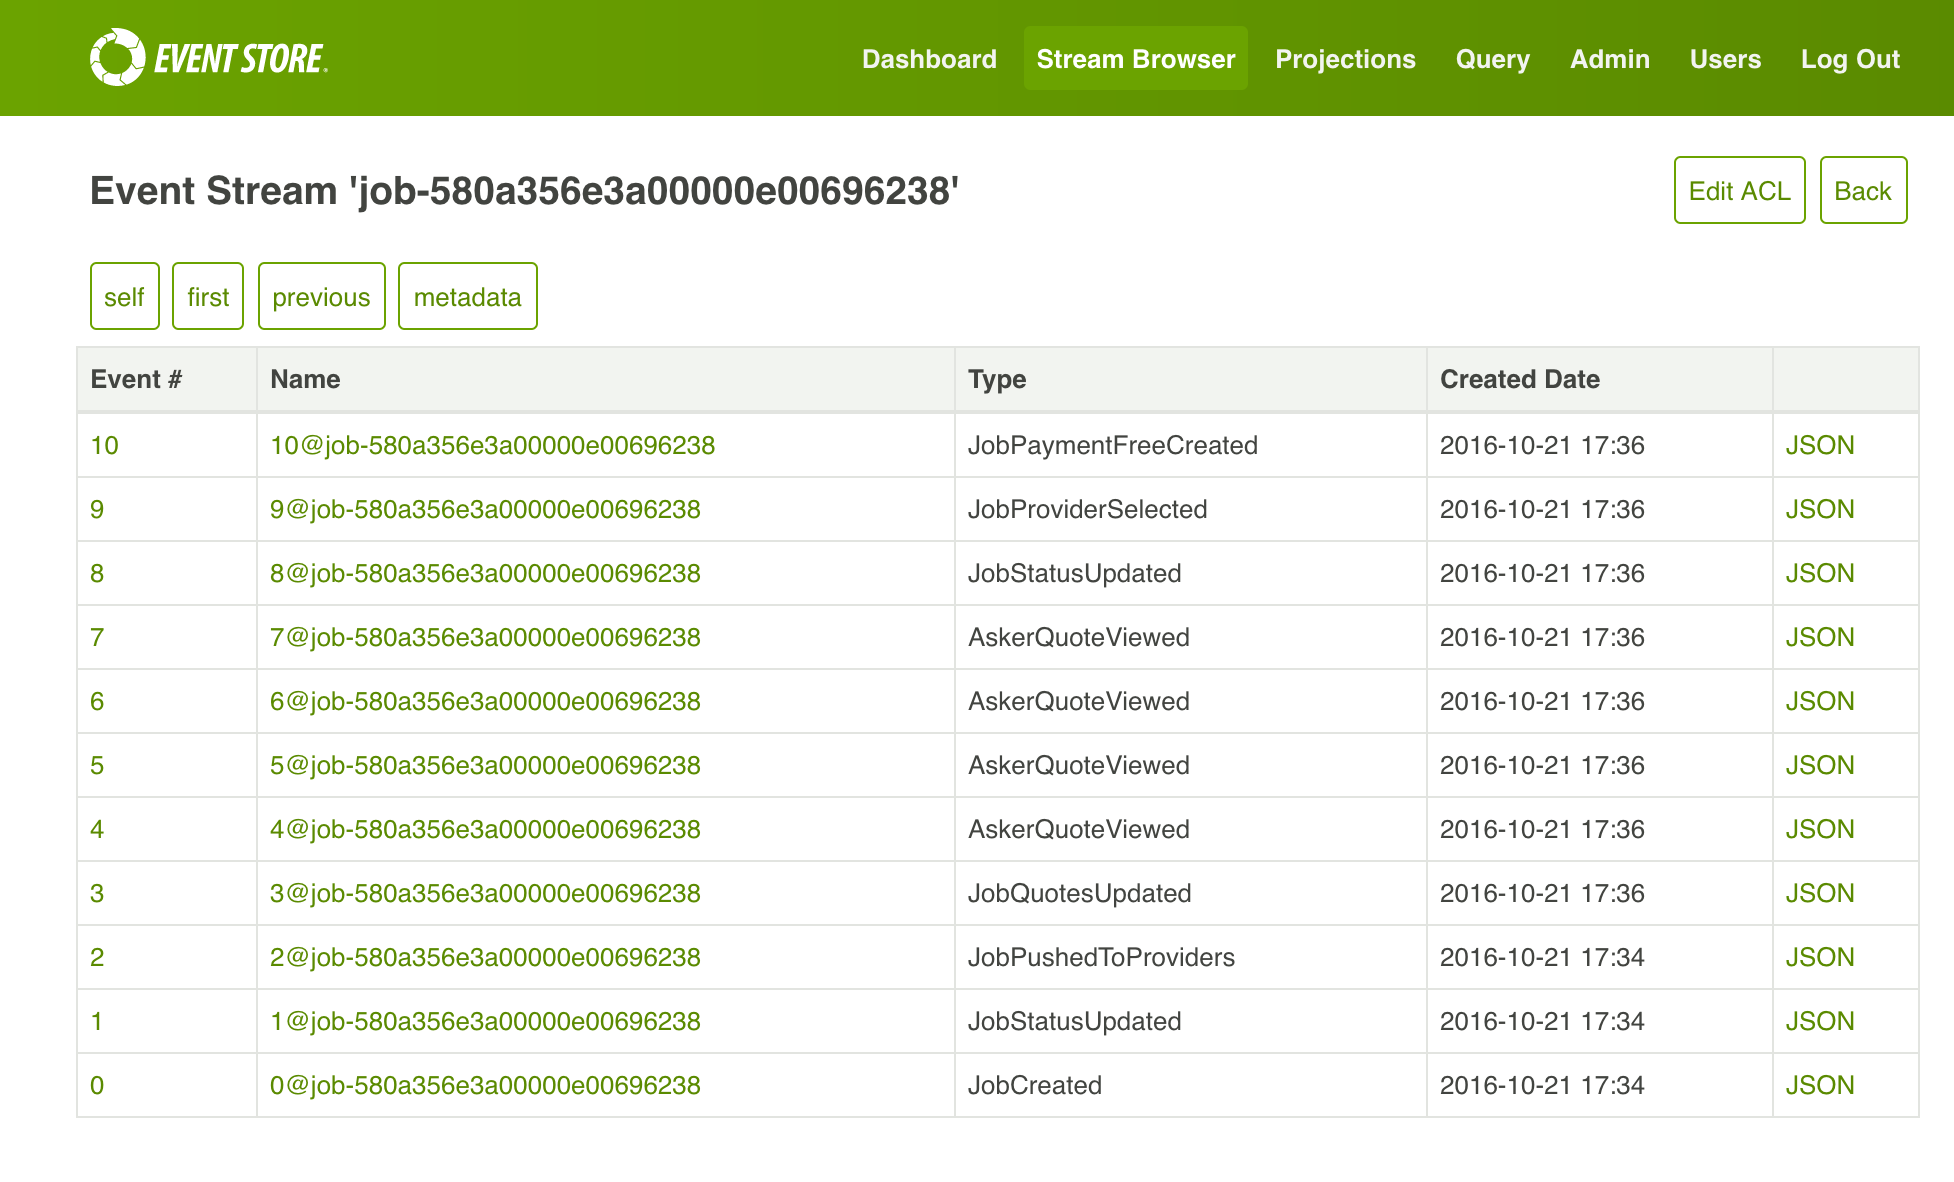 EVENT STORE®
Dashboard Stream Browser Projections Query Admin Users Log Out
Event Stream 'job-580a356e3a00000e00696238' Edit ACL Back
self first previous metadata
Event # Name Type Created Date
10 10@job-580a356e3a00000e00696238 JobPaymentFreeCreated 2016-10-21 17:36 JSON
9 9@job-580a356e3a00000e00696238 JobProviderSelected 2016-10-21 17:36 JSON
8 8@job-580a356e3a00000e00696238 JobStatusUpdated 2016-10-21 17:36 JSON
7 7@job-580a356e3a00000e00696238 AskerQuoteViewed 2016-10-21 17:36 JSON
6 6@job-580a356e3a00000e00696238 AskerQuoteViewed 2016-10-21 17:36 JSON
5 5@job-580a356e3a00000e00696238 AskerQuoteViewed 2016-10-21 17:36 JSON
4 4@job-580a356e3a00000e00696238 AskerQuoteViewed 2016-10-21 17:36 JSON
3 3@job-580a356e3a00000e00696238 JobQuotesUpdated 2016-10-21 17:36 JSON
2 2@job-580a356e3a00000e00696238 JobPushedToProviders 2016-10-21 17:34 JSON
1 1@job-580a356e3a00000e00696238 JobStatusUpdated 2016-10-21 17:34 JSON
0 0@job-580a356e3a00000e00696238 JobCreated 2016-10-21 17:34 JSON